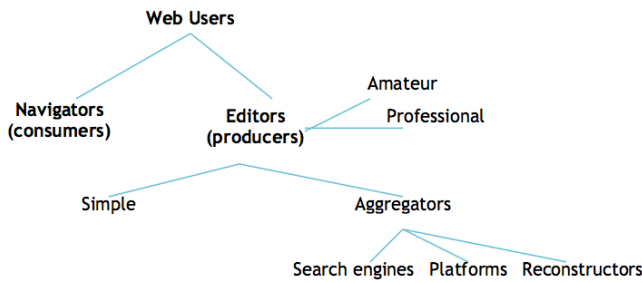 Web Users
Amateur
Navigators
(consumers)
Editors
(producers)
Professional
Simple
Aggregators
Search engines
Platforms
Reconstructors